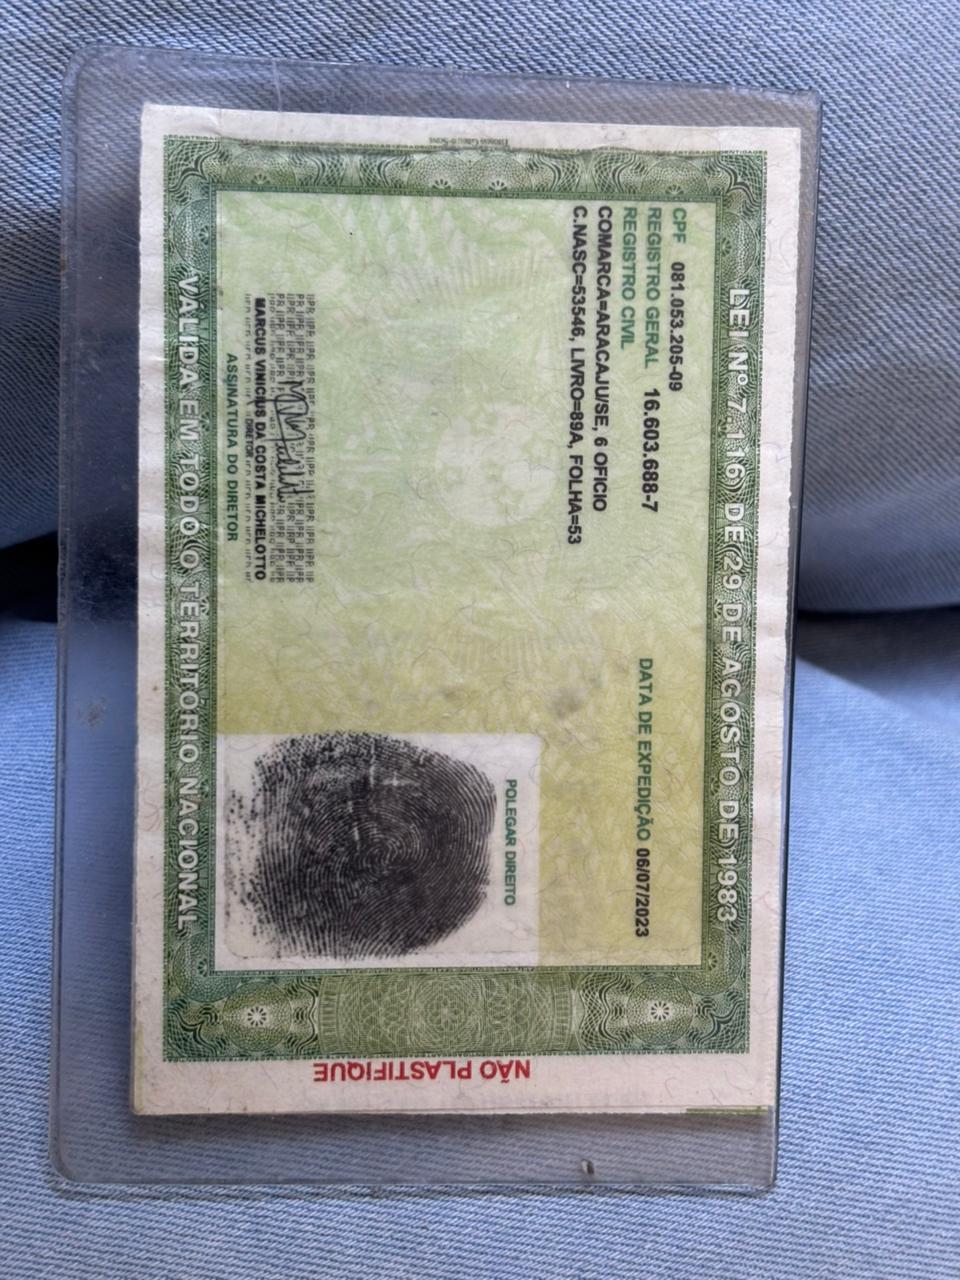 LEI Nº 7.116 DE 29 DE AGOSTO DE 1983
CPF 081.053.205-09
REGISTRO GERAL 16.603.688-7
DATA DE EXPEDIÇÃO 06/07/2023
REGISTRO CIVIL
COMARCA=ARACAJU/SE, 6 OFICIO
C.NASC=53546, LIVRO=89A, FOLHA=53
POLEGAR DIREITO
MARCUS VINICIUS DA COSTA MICHELOTTO
DIRETOR
ASSINATURA DO DIRETOR
VÁLIDA EM TODO O TERRITÓRIO NACIONAL
NÃO PLASTIFIQUE